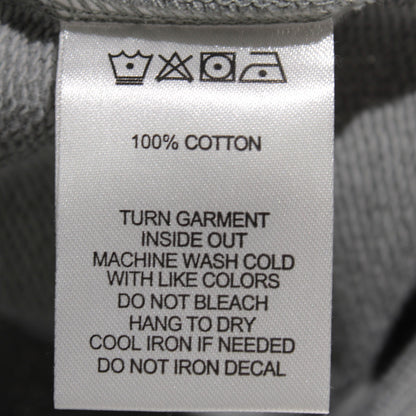 100% COTTON
TURN GARMENT
INSIDE OUT
MACHINE WASH COLD
WITH LIKE COLORS
DO NOT BLEACH
HANG TO DRY
COOL IRON IF NEEDED
DO NOT IRON DECAL